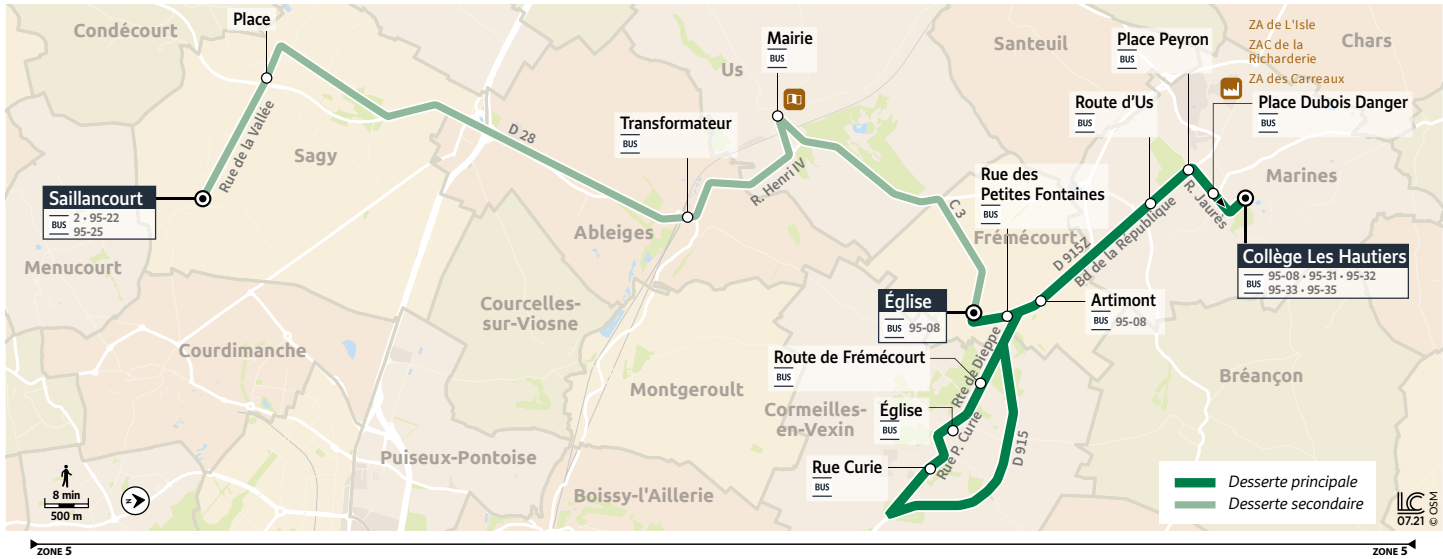 Condécourt
Place
Mairie
BUS
Us
Santeuil
Place Peyron
BUS
ZA de L'Isle
ZAC de la
Richarderie
ZA des Carreaux
Chars
Transformateur
BUS
Route d'Us
BUS
Place Dubois Danger
BUS
Rue de la Vallée
Sagy
D 28
R. Henri IV
Rue des
Petites Fontaines
BUS
Marines
R. Jaurès
Saillancourt
BUS 2 • 95-22
95-25
Ableiges
C 3
Frémécourt
D 915Z
Bd de la République
Collège Les Hautiers
BUS 95-08 • 95-31 • 95-32
95-33 • 95-35
Menucourt
Courcelles-
sur-Viosne
Église
BUS 95-08
Artimont
BUS 95-08
Courdimanche
Montgeroult
Route de Frémécourt
BUS
Rte de Dieppe
Bréançon
Cormeilles-
en-Vexin
Église
BUS
Rue P. Curie
D 915
Puiseux-Pontoise
Rue Curie
BUS
Boissy-l'Aillerie
8 min
500 m
N
Desserte principale
Desserte secondaire
LC
07.21
© OSM
ZONE 5
ZONE 5